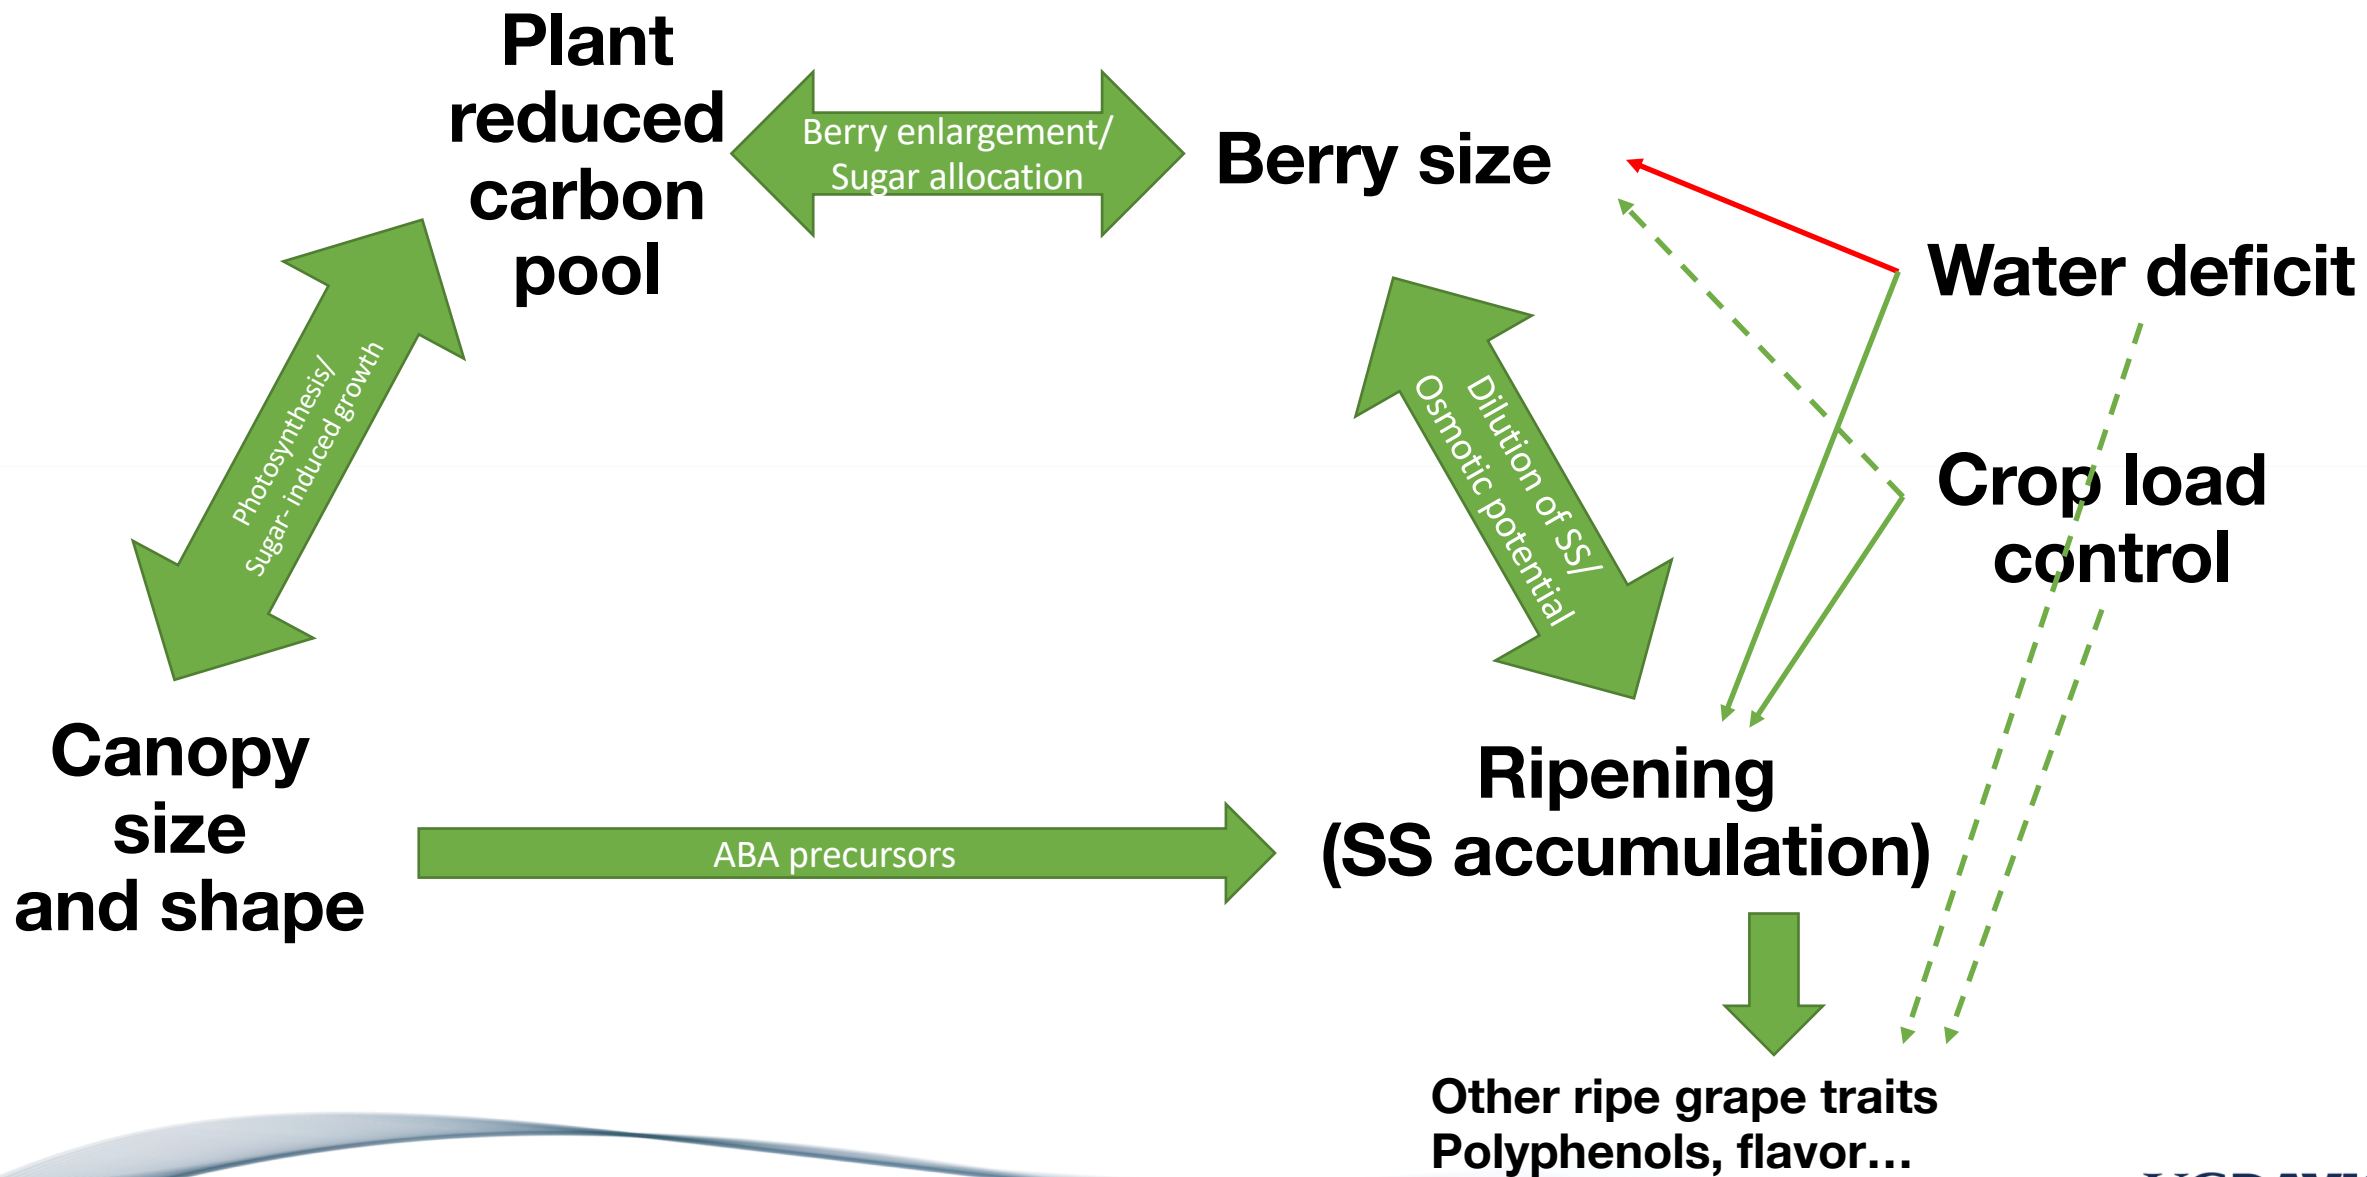 Plant
reduced
carbon
pool
Berry enlargement/
Sugar allocation
Berry size
Water deficit
Photosynthesis/
Sugar- induced growth
Dilution of SS/
Osmotic potential
Crop load
control
Canopy
size
and shape
ABA precursors
Ripening
(SS accumulation)
Other ripe grape traits
Polyphenols, flavor...